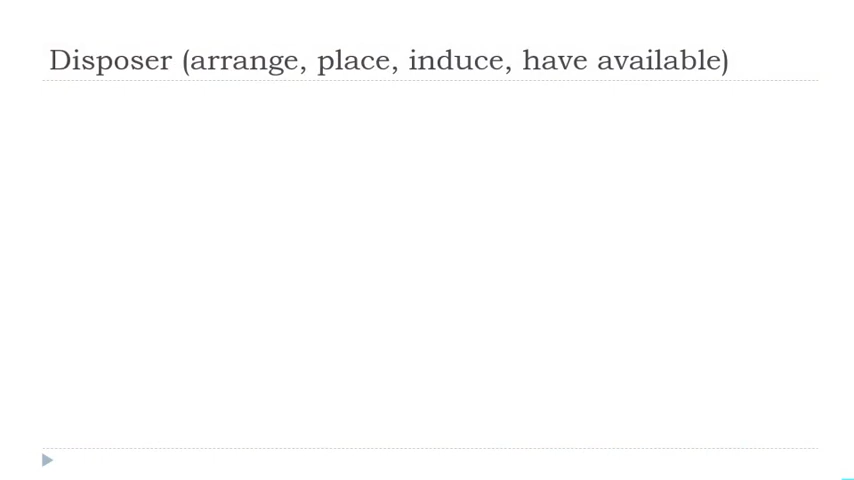 Disposer (arrange, place, induce, have available)